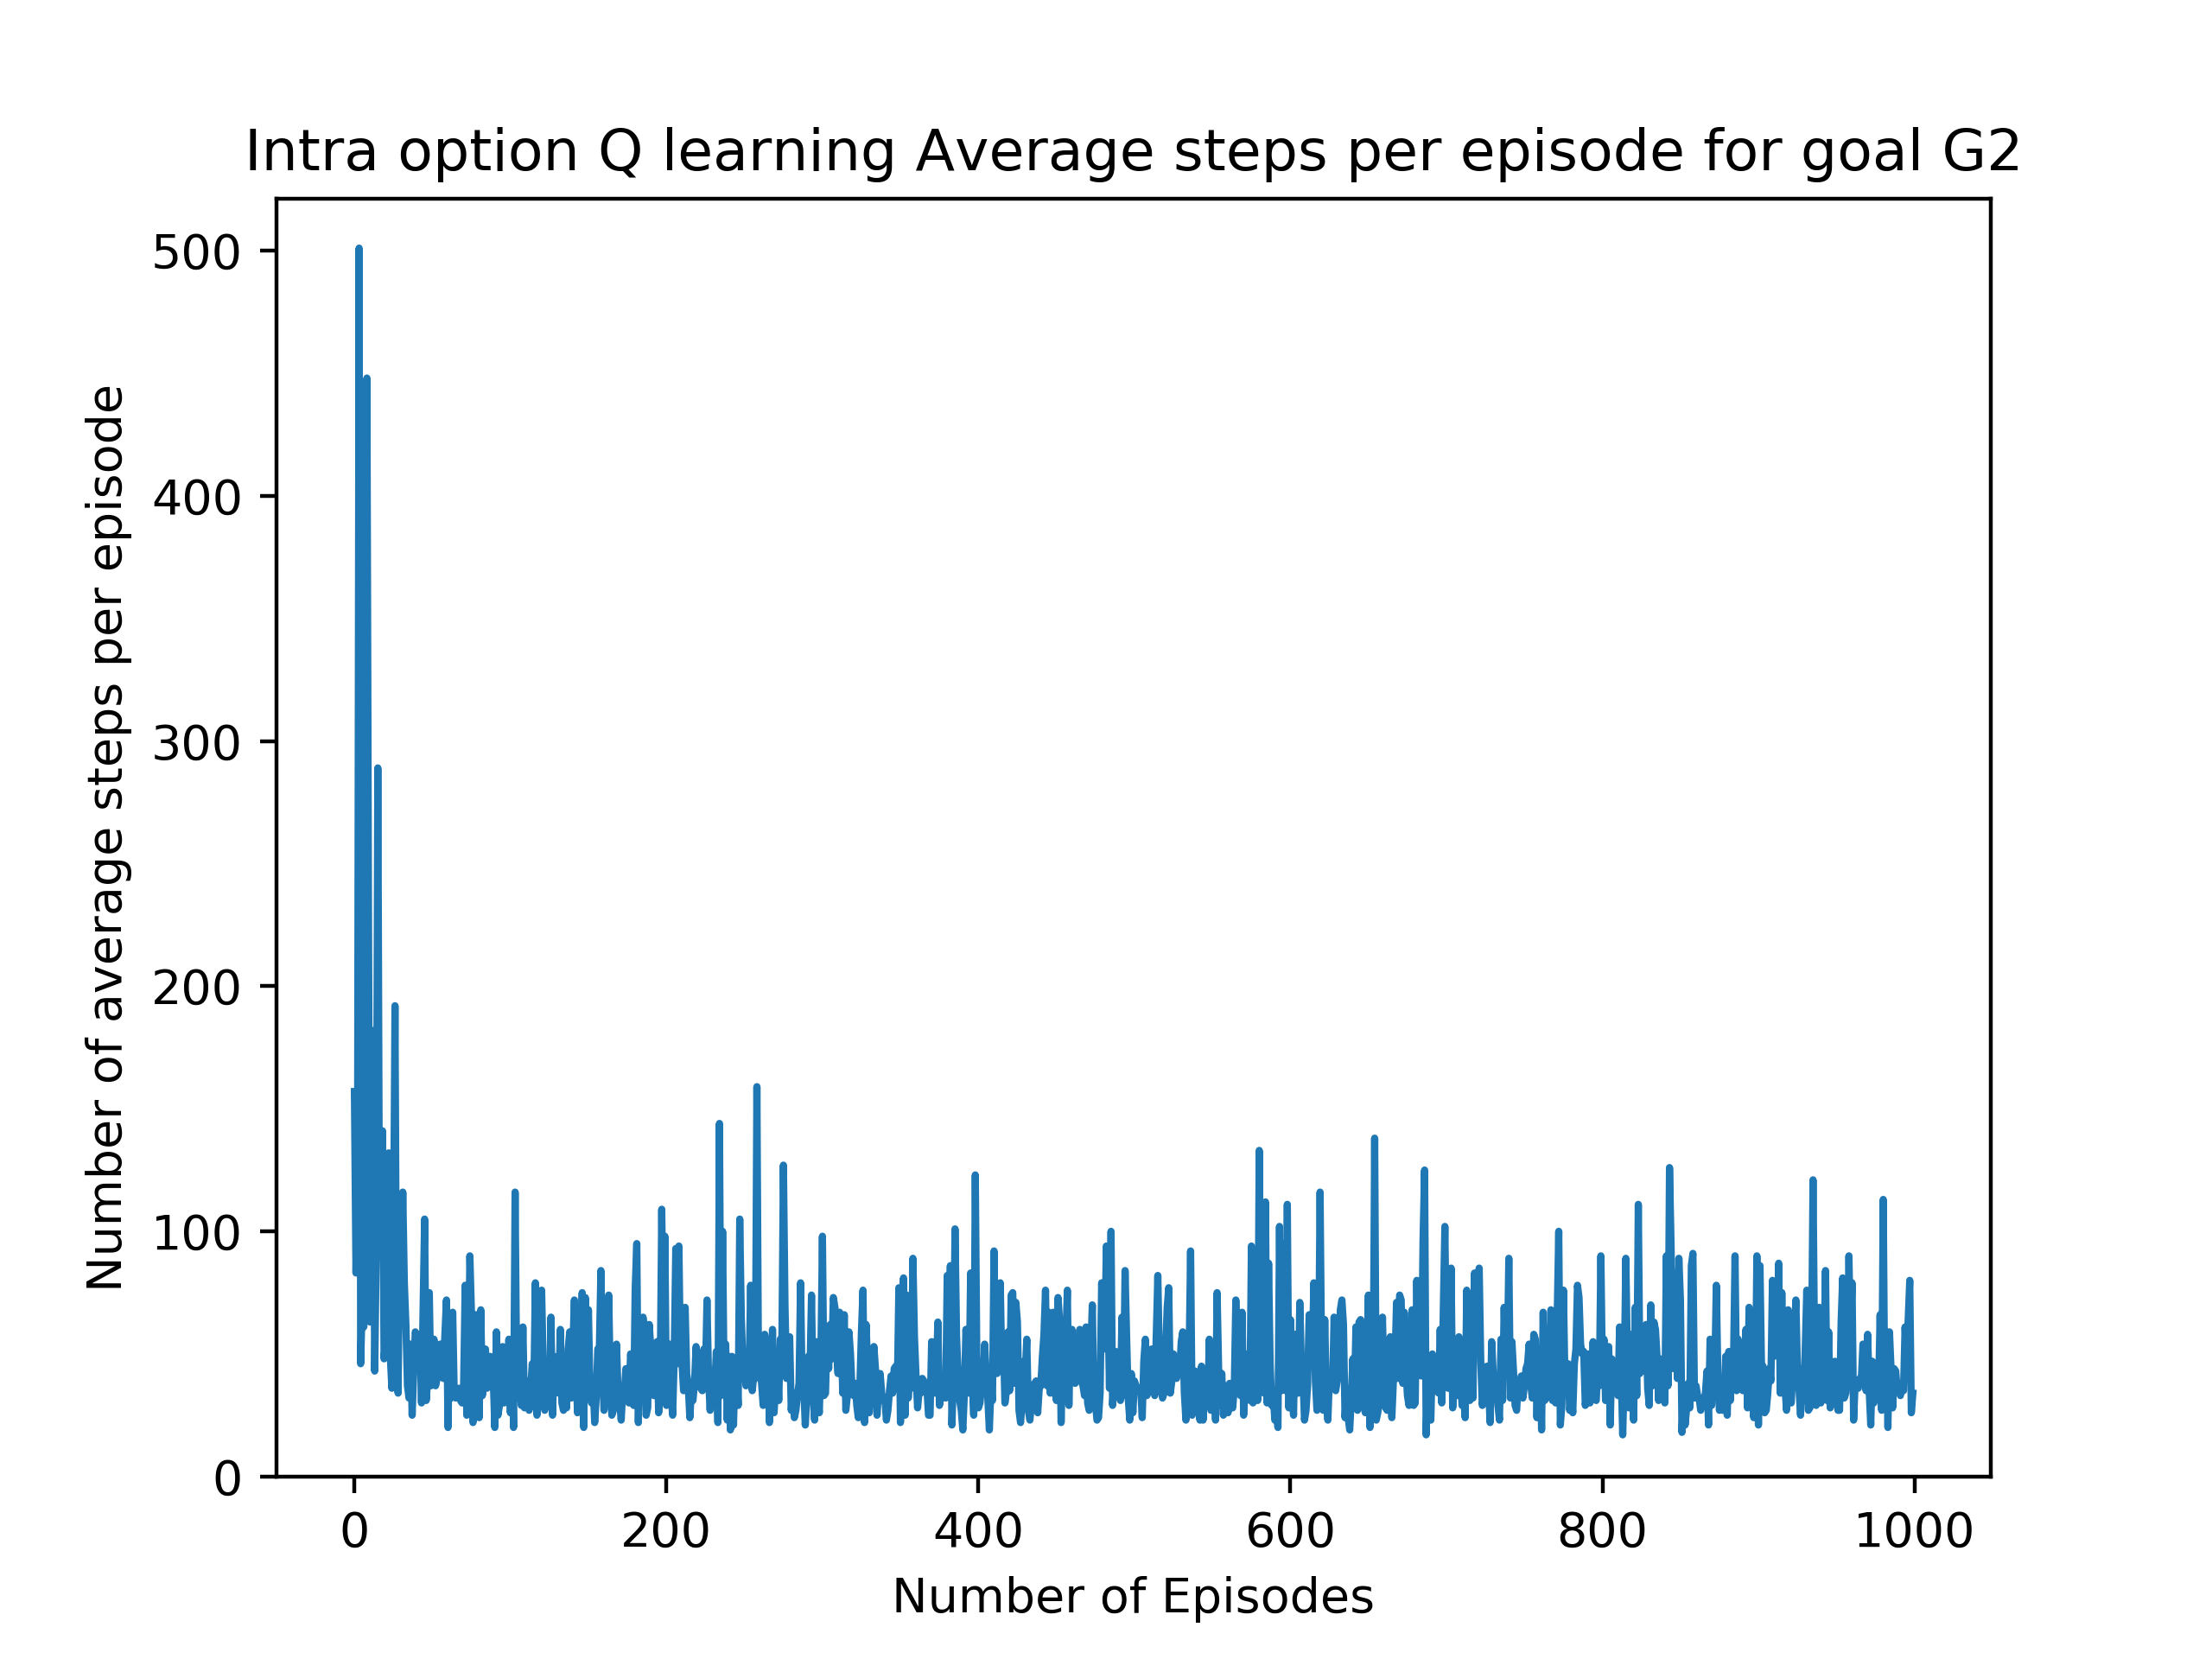 Intra option Q learning Average steps per episode for goal G2
Number of average steps per episode
500
400
300
200
100
0
0 200 400 600 800 1000
Number of Episodes